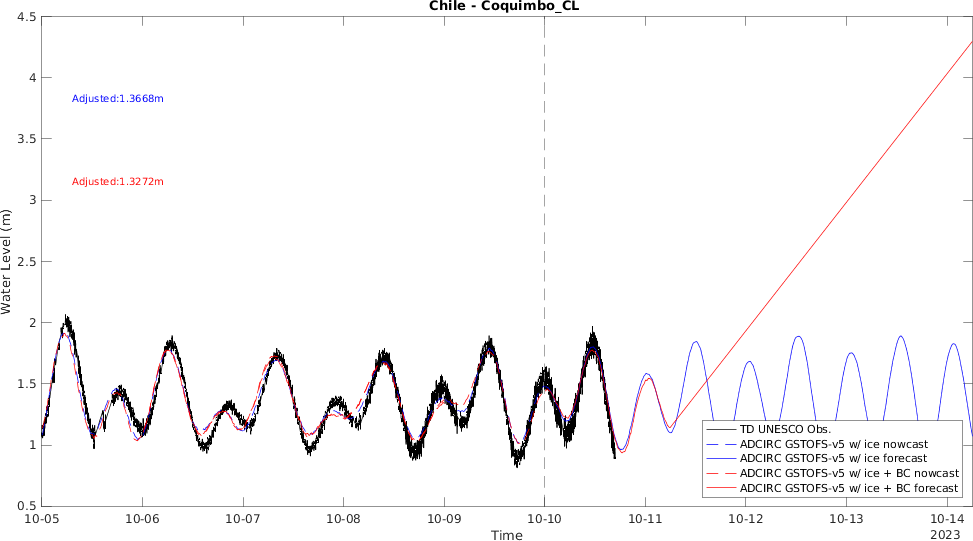 Chile - Coquimbo_CL
4.5
4
3.5
3
2.5
2
1.5
1
0.5
Water Level (m)
Adjusted:1.3668m
Adjusted:1.3272m
TD UNESCO Obs.
ADCIRC GSTOFS-v5 w/ ice nowcast
ADCIRC GSTOFS-v5 w/ ice forecast
ADCIRC GSTOFS-v5 w/ ice + BC nowcast
ADCIRC GSTOFS-v5 w/ ice + BC forecast
10-05 10-06 10-07 10-08 10-09 10-10 10-11 10-12 10-13 10-14
Time
2023